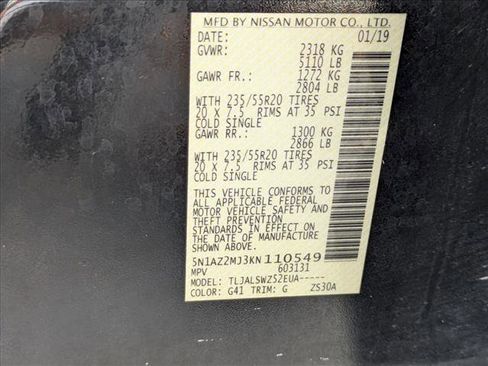 MFD BY NISSAN MOTOR CO., LTD.
DATE: 01/19
GVWR: 2318 KG
5110 LB
GAWR FR.: 1272 KG
2804 LB
WITH 235/55R20 TIRES
20 X 7.5 RIMS AT 35 PSI
COLD SINGLE
GAWR RR.: 1300 KG
2866 LB
WITH 235/55R20 TIRES
20 X 7.5 RIMS AT 35 PSI
COLD SINGLE
THIS VEHICLE CONFORMS TO
ALL APPLICABLE FEDERAL
MOTOR VEHICLE SAFETY AND
THEFT PREVENTION
STANDARDS IN EFFECT ON
THE DATE OF MANUFACTURE
SHOWN ABOVE.
5N1AZ2MJ3KN110549
MPV 603131
MODEL: TLJALSWZ52EUA-----
COLOR: G41 TRIM: G ZS30A